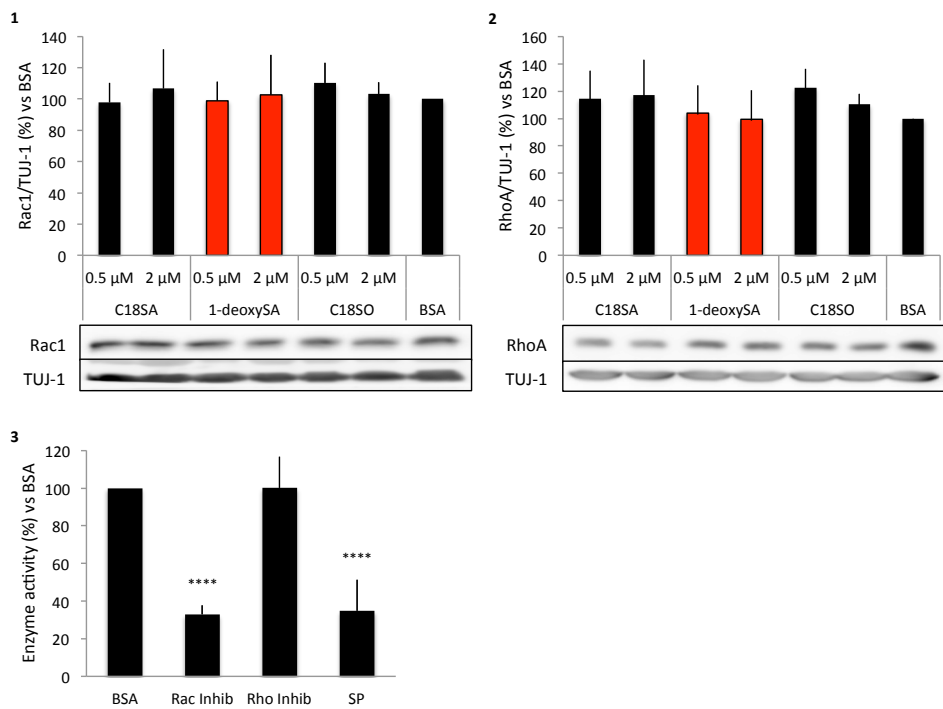 1
Rac1/TUJ-1 (%) vs BSA
140
120
100
80
60
40
20
0
0.5 μM 2 μM 0.5 μM 2 μM 0.5 μM 2 μM
C18SA 1-deoxySA C18SO BSA
Rac1
TUJ-1
2
RhoA/TUJ-1 (%) vs BSA
160
140
120
100
80
60
40
20
0
0.5 μM 2 μM 0.5 μM 2 μM 0.5 μM 2 μM
C18SA 1-deoxySA C18SO BSA
RhoA
TUJ-1
3
Enzyme activity (%) vs BSA
120
100
80
60
40
20
0
**** ****
BSA Rac Inhib Rho Inhib SP